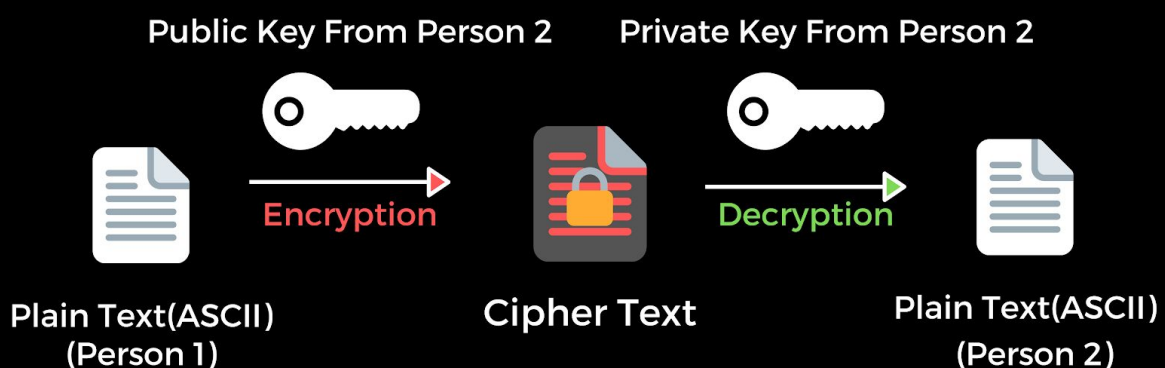 Public Key From Person 2
Private Key From Person 2
Encryption
Decryption
Plain Text(ASCII)
(Person 1)
Cipher Text
Plain Text(ASCII)
(Person 2)